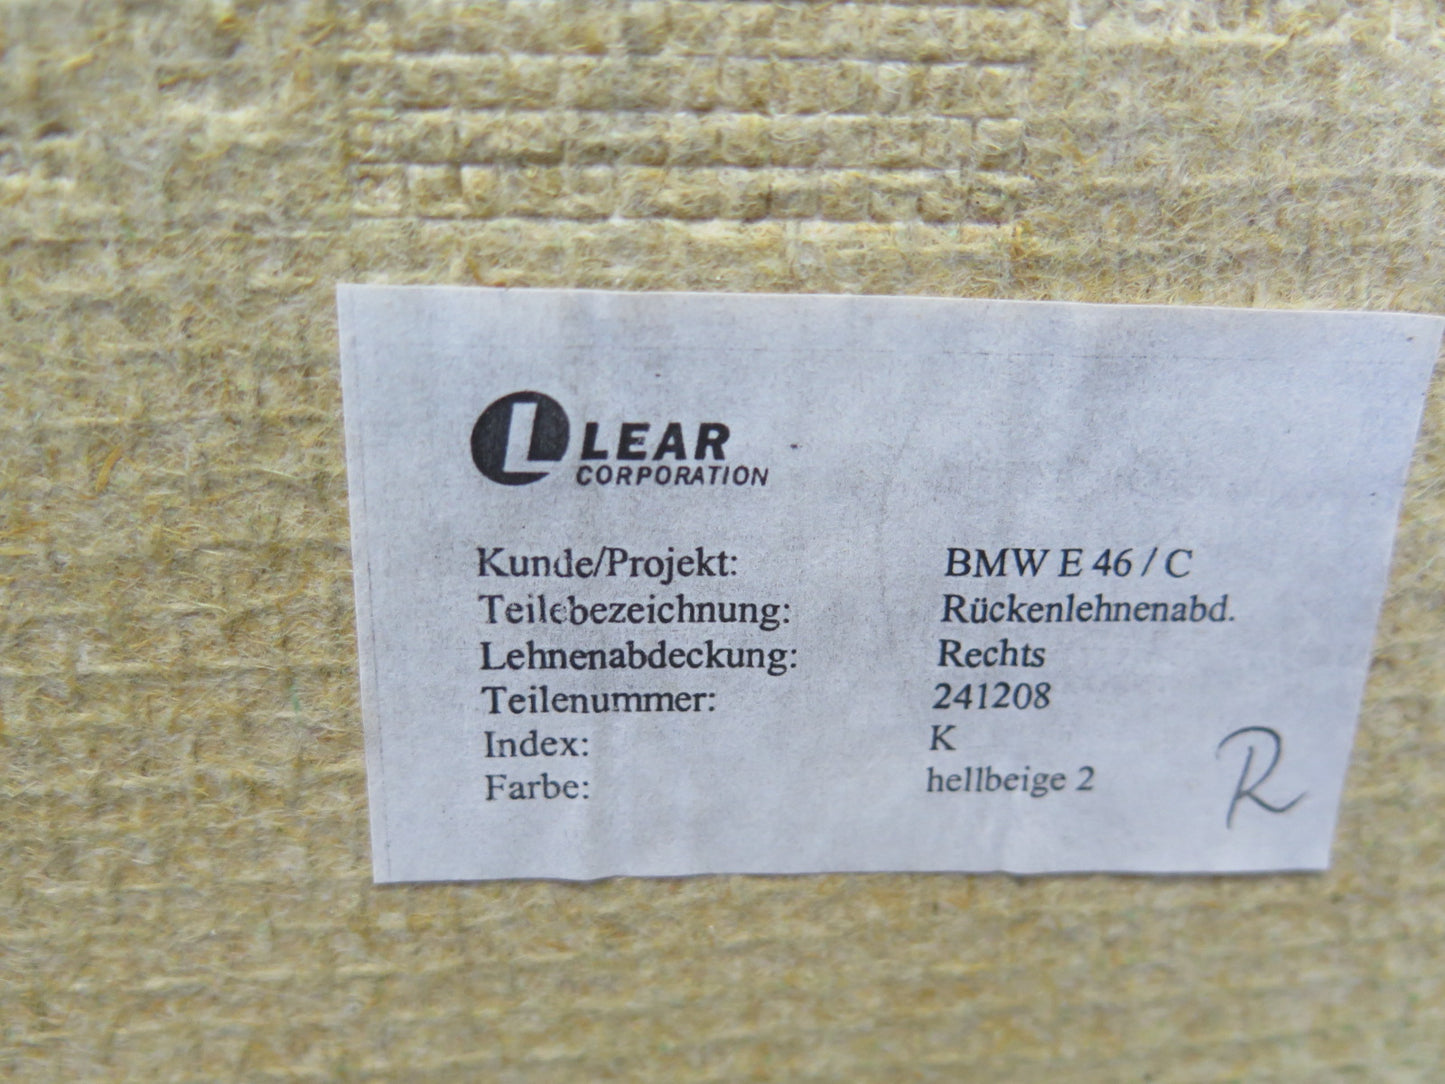 L LEAR
CORPORATION
Kunde/Projekt: BMW E 46 / C
Teilebezeichnung: Rückenlehnenabd.
Lehnenabdeckung: Rechts
Teilenummer: 241208
Index: K
Farbe: hellbeige 2
R